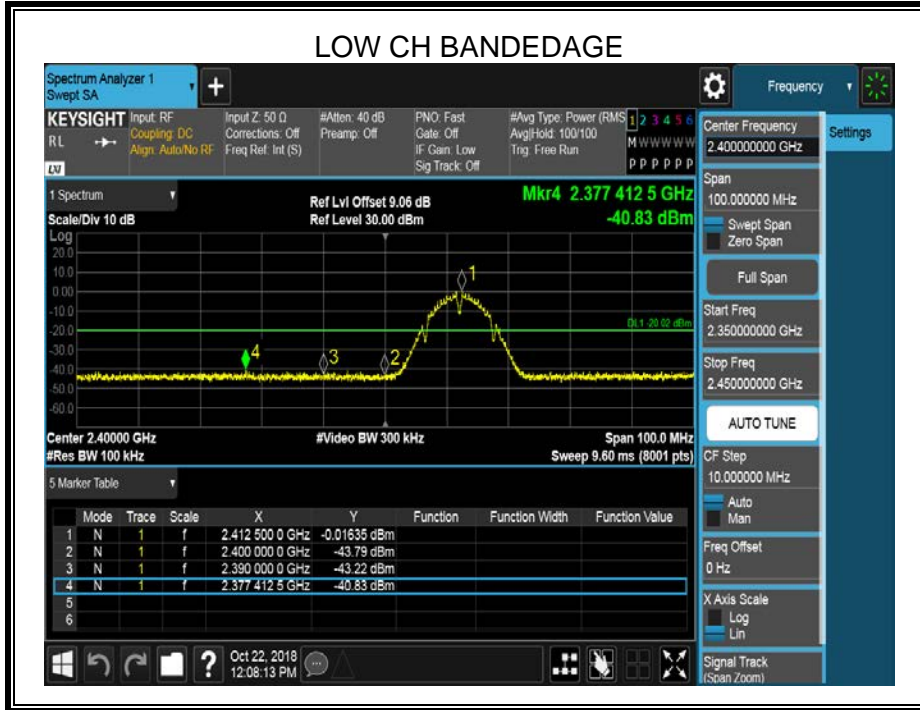 LOW CH BANDEDAGE
Spectrum Analyzer 1
Swept SA
+
Frequency
KEYSIGHT
RL
LXI
Input: RF
Coupling: DC
Align: Auto/No RF
Input Z: 50 Ω
Corrections: Off
Freq Ref: Int (S)
#Atten: 40 dB
Preamp: Off
PNO: Fast
Gate: Off
IF Gain: Low
Sig Track: Off
#Avg Type: Power (RMS
Avg|Hold: 100/100
Trig: Free Run
1 2 3 4 5 6
M W W W W W
P P P P P P
Center Frequency
2.400000000 GHz
Settings
Span
100.000000 MHz
Swept Span
Zero Span
Full Span
Start Freq
2.350000000 GHz
Stop Freq
2.450000000 GHz
AUTO TUNE
CF Step
10.000000 MHz
Auto
Man
Freq Offset
0 Hz
X Axis Scale
Log
Lin
Signal Track
(Span Zoom)
1 Spectrum
Scale/Div 10 dB
Ref Lvl Offset 9.06 dB
Ref Level 30.00 dBm
Mkr4 2.377 412 5 GHz
-40.83 dBm
Log
20.0
10.0
0.00
-10.0
-20.0
-30.0
-40.0
-50.0
-60.0
1
DL1 -20.02 dBm
4
3
2
Center 2.40000 GHz
#Video BW 300 kHz
Span 100.0 MHz
#Res BW 100 kHz
Sweep 9.60 ms (8001 pts)
5 Marker Table
Mode Trace Scale X Y Function Function Width Function Value
1 N 1 f 2.412 500 0 GHz -0.01635 dBm
2 N 1 f 2.400 000 0 GHz -43.79 dBm
3 N 1 f 2.390 000 0 GHz -43.22 dBm
4 N 1 f 2.377 412 5 GHz -40.83 dBm
5
6
?
Oct 22, 2018
12:08:13 PM